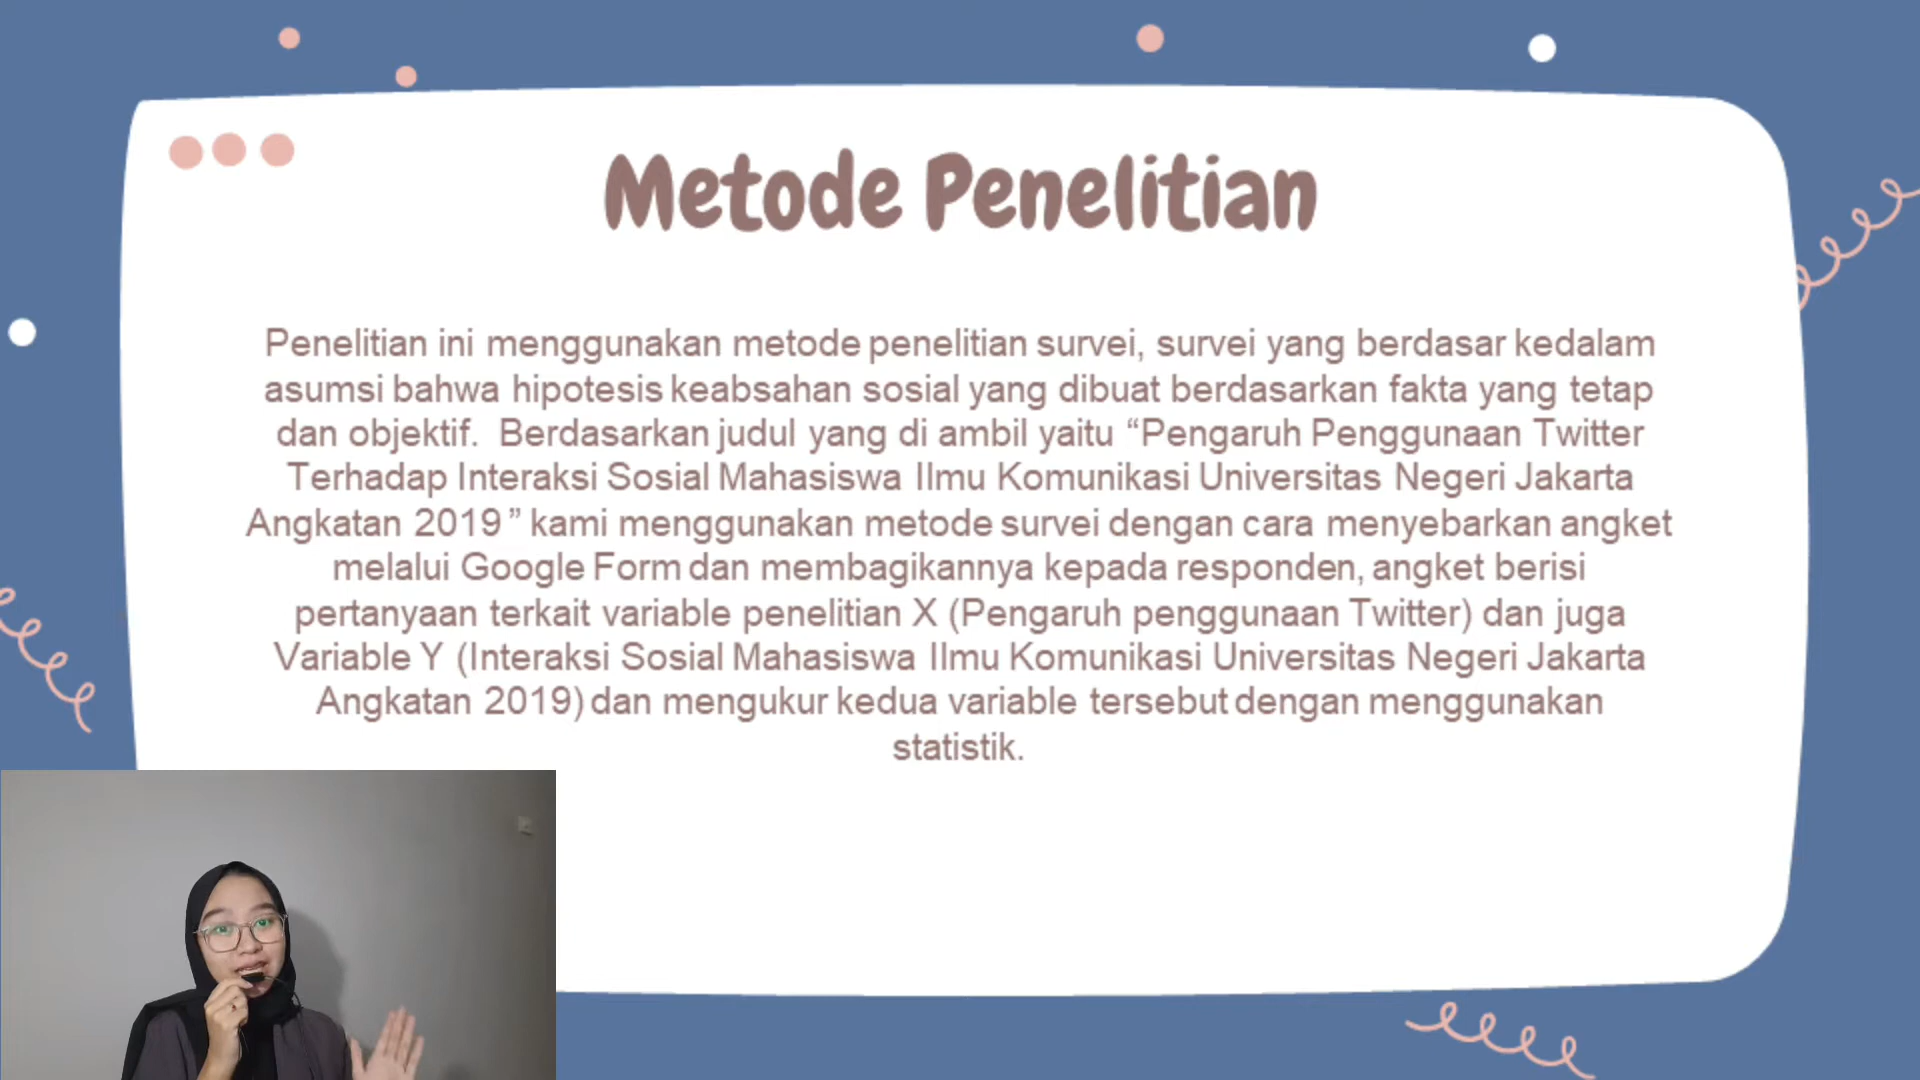 Metode Penelitian
Penelitian ini menggunakan metode penelitian survei, survei yang berdasar kedalam
asumsi bahwa hipotesis keabsahan sosial yang dibuat berdasarkan fakta yang tetap
dan objektif. Berdasarkan judul yang di ambil yaitu “Pengaruh Penggunaan Twitter
Terhadap Interaksi Sosial Mahasiswa Ilmu Komunikasi Universitas Negeri Jakarta
Angkatan 2019” kami menggunakan metode survei dengan cara menyebarkan angket
melalui Google Form dan membagikannya kepada responden, angket berisi
pertanyaan terkait variable penelitian X (Pengaruh penggunaan Twitter) dan juga
Variable Y (Interaksi Sosial Mahasiswa Ilmu Komunikasi Universitas Negeri Jakarta
Angkatan 2019) dan mengukur kedua variable tersebut dengan menggunakan
statistik.